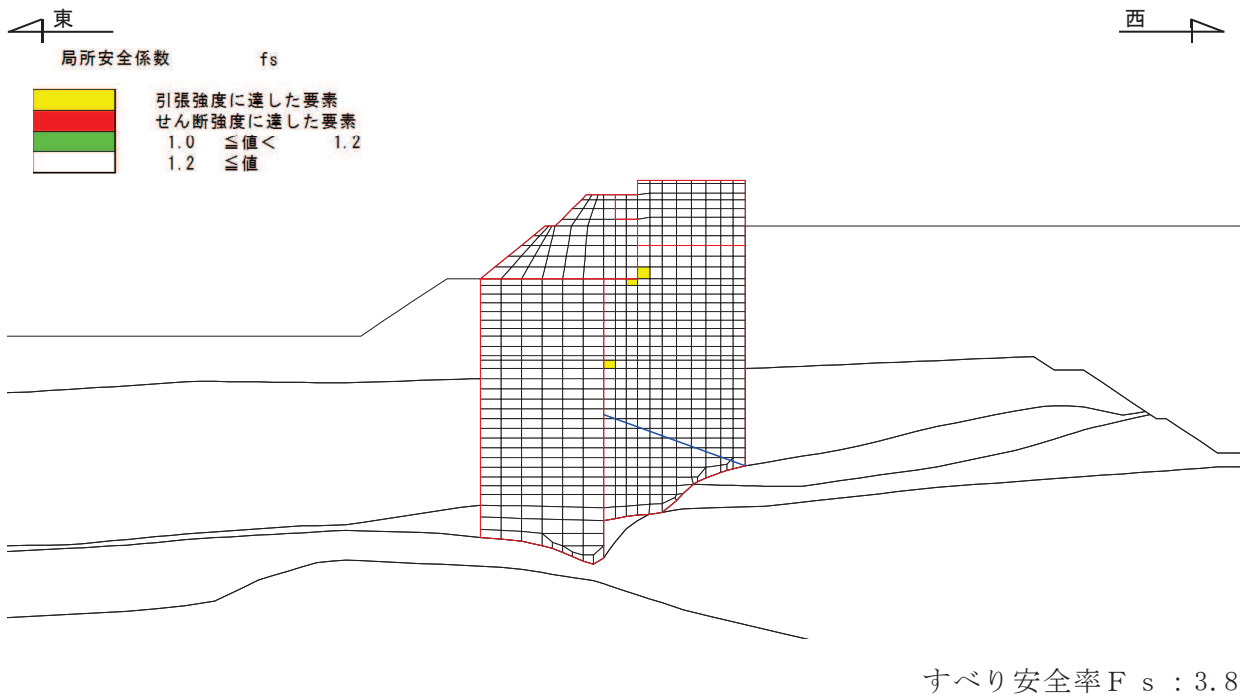 東
西
局所安全係数 fs
引張強度に達した要素
せん断強度に達した要素
1.0 ≦値< 1.2
1.2 ≦値
すべり安全率Ｆｓ：3.8